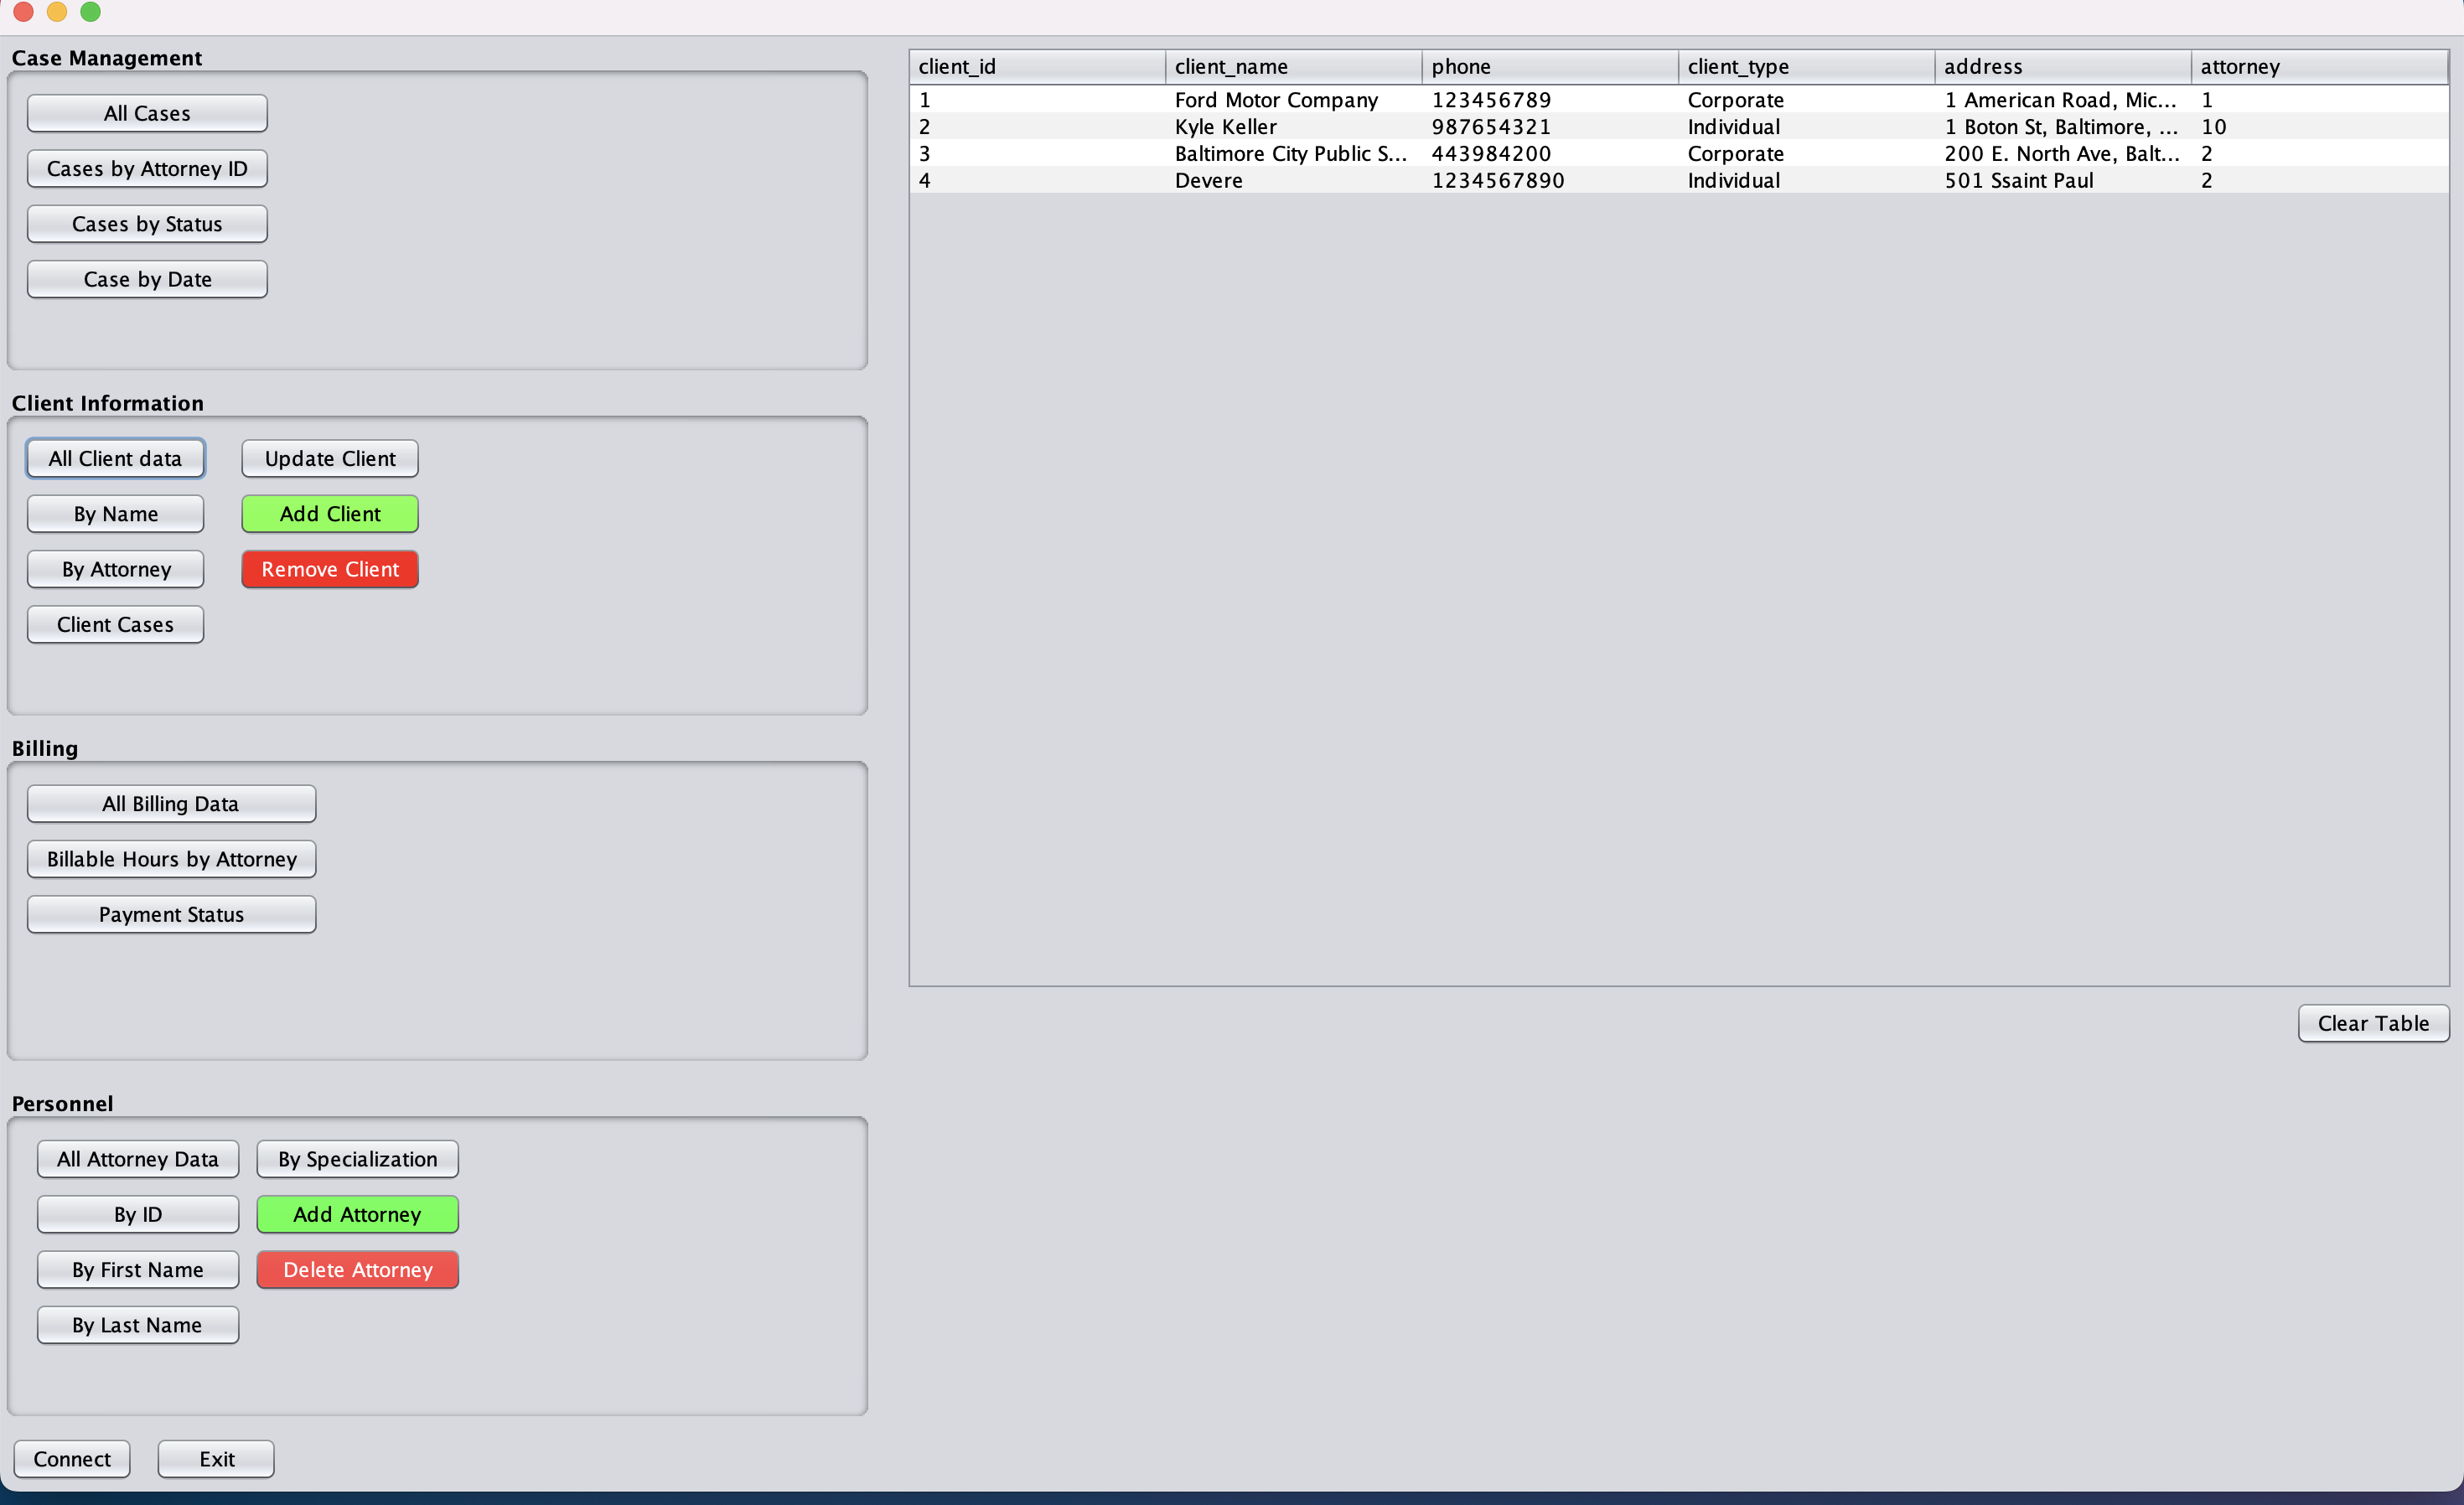 Case Management
All Cases
Cases by Attorney ID
Cases by Status
Case by Date
Client Information
All Client data
Update Client
By Name
Add Client
By Attorney
Remove Client
Client Cases
Billing
All Billing Data
Billable Hours by Attorney
Payment Status
Personnel
All Attorney Data
By Specialization
By ID
Add Attorney
By First Name
Delete Attorney
By Last Name
Connect
Exit
client_id client_name phone client_type address attorney
1 Ford Motor Company 123456789 Corporate 1 American Road, Mic... 1
2 Kyle Keller 987654321 Individual 1 Boton St, Baltimore, ... 10
3 Baltimore City Public S... 443984200 Corporate 200 E. North Ave, Balt... 2
4 Devere 1234567890 Individual 501 Ssaint Paul 2
Clear Table